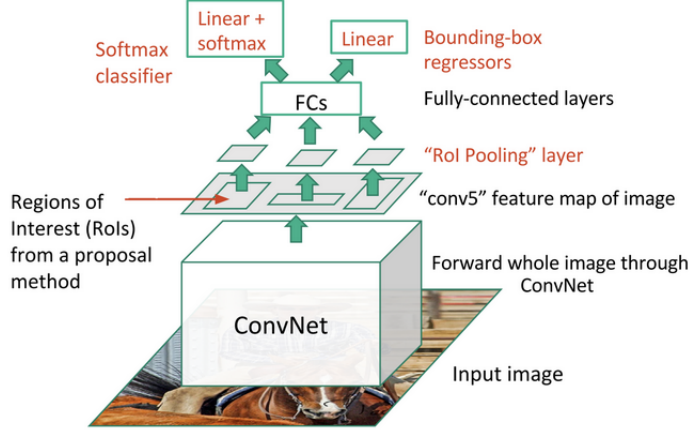 Linear +
softmax
Linear
Softmax
classifier
Bounding-box
regressors
FCs
Fully-connected layers
“RoI Pooling” layer
Regions of
Interest (RoIs)
from a proposal
method
“conv5” feature map of image
Forward whole image through
ConvNet
ConvNet
Input image